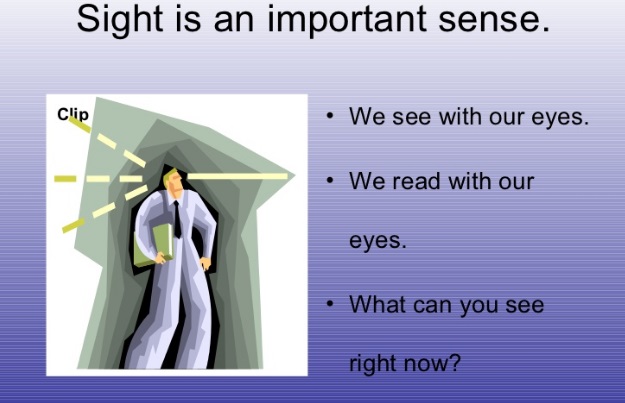 Sight is an important sense.
Clip
• We see with our eyes.
• We read with our
eyes.
• What can you see
right now?